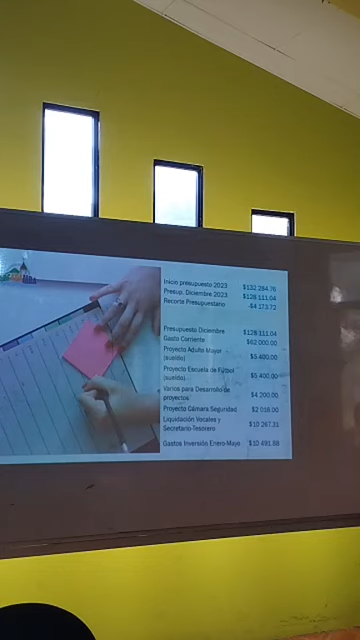 Inicio presupuesto 2023 $132 284.76
Presup. Diciembre 2023 $128 111.04
Recorte Presupuestario -$4 173.72
Presupuesto Diciembre $128 111.04
Gasto Corriente $62 000.00
Proyecto Adulto Mayor
(sueldo) $5 400.00
Proyecto Escuela de Fútbol
(sueldo) $5 400.00
Varios para Desarrollo de
proyectos $4 200.00
Proyecto Cámara Seguridad $2 018.00
Liquidación Vocales y
Secretario-Tesorero $10 267.31
Gastos Inversión Enero-Mayo $10 491.88